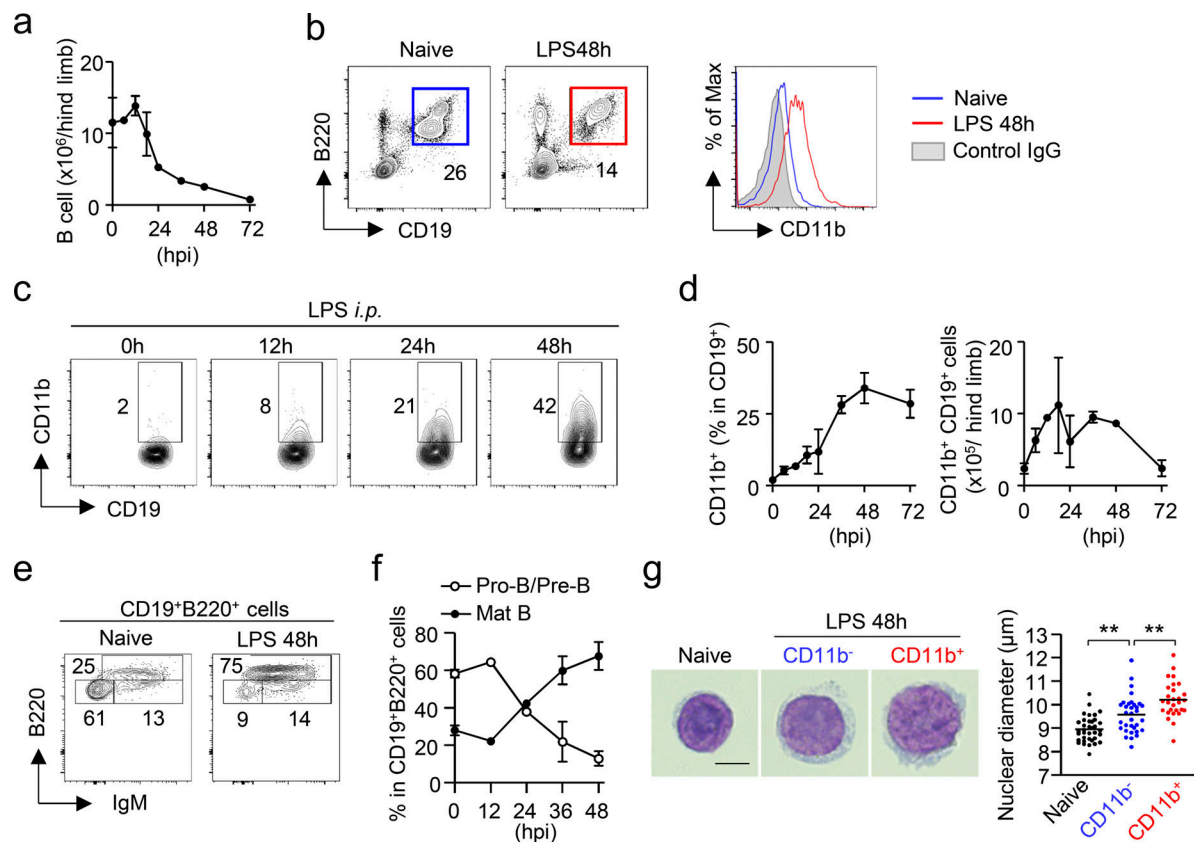 a
B cell (x10⁶/hind limb)
20
10
0
0 24 48 72
(hpi)
b
Naive LPS48h
B220
CD19
26 14
% of Max
CD11b
Naive
LPS 48h
Control IgG
c
LPS i.p.
0h 12h 24h 48h
CD11b
CD19
2 8 21 42
d
CD11b⁺ (% in CD19⁺)
50
25
0
0 24 48 72
(hpi)
CD11b⁺ CD19⁺ cells
(x10⁵/ hind limb)
20
15
10
5
0
0 24 48 72
(hpi)
e
CD19⁺B220⁺ cells
Naive LPS 48h
B220
IgM
25 75
61 13 9 14
f
Pro-B/Pre-B
Mat B
% in CD19⁺B220⁺ cells
80
60
40
20
0
0 12 24 36 48
(hpi)
g
LPS 48h
Naive CD11b⁻ CD11b⁺
Nuclear diameter (μm)
13
12
11
10
9
8
7
** **
Naive
CD11b⁻
CD11b⁺